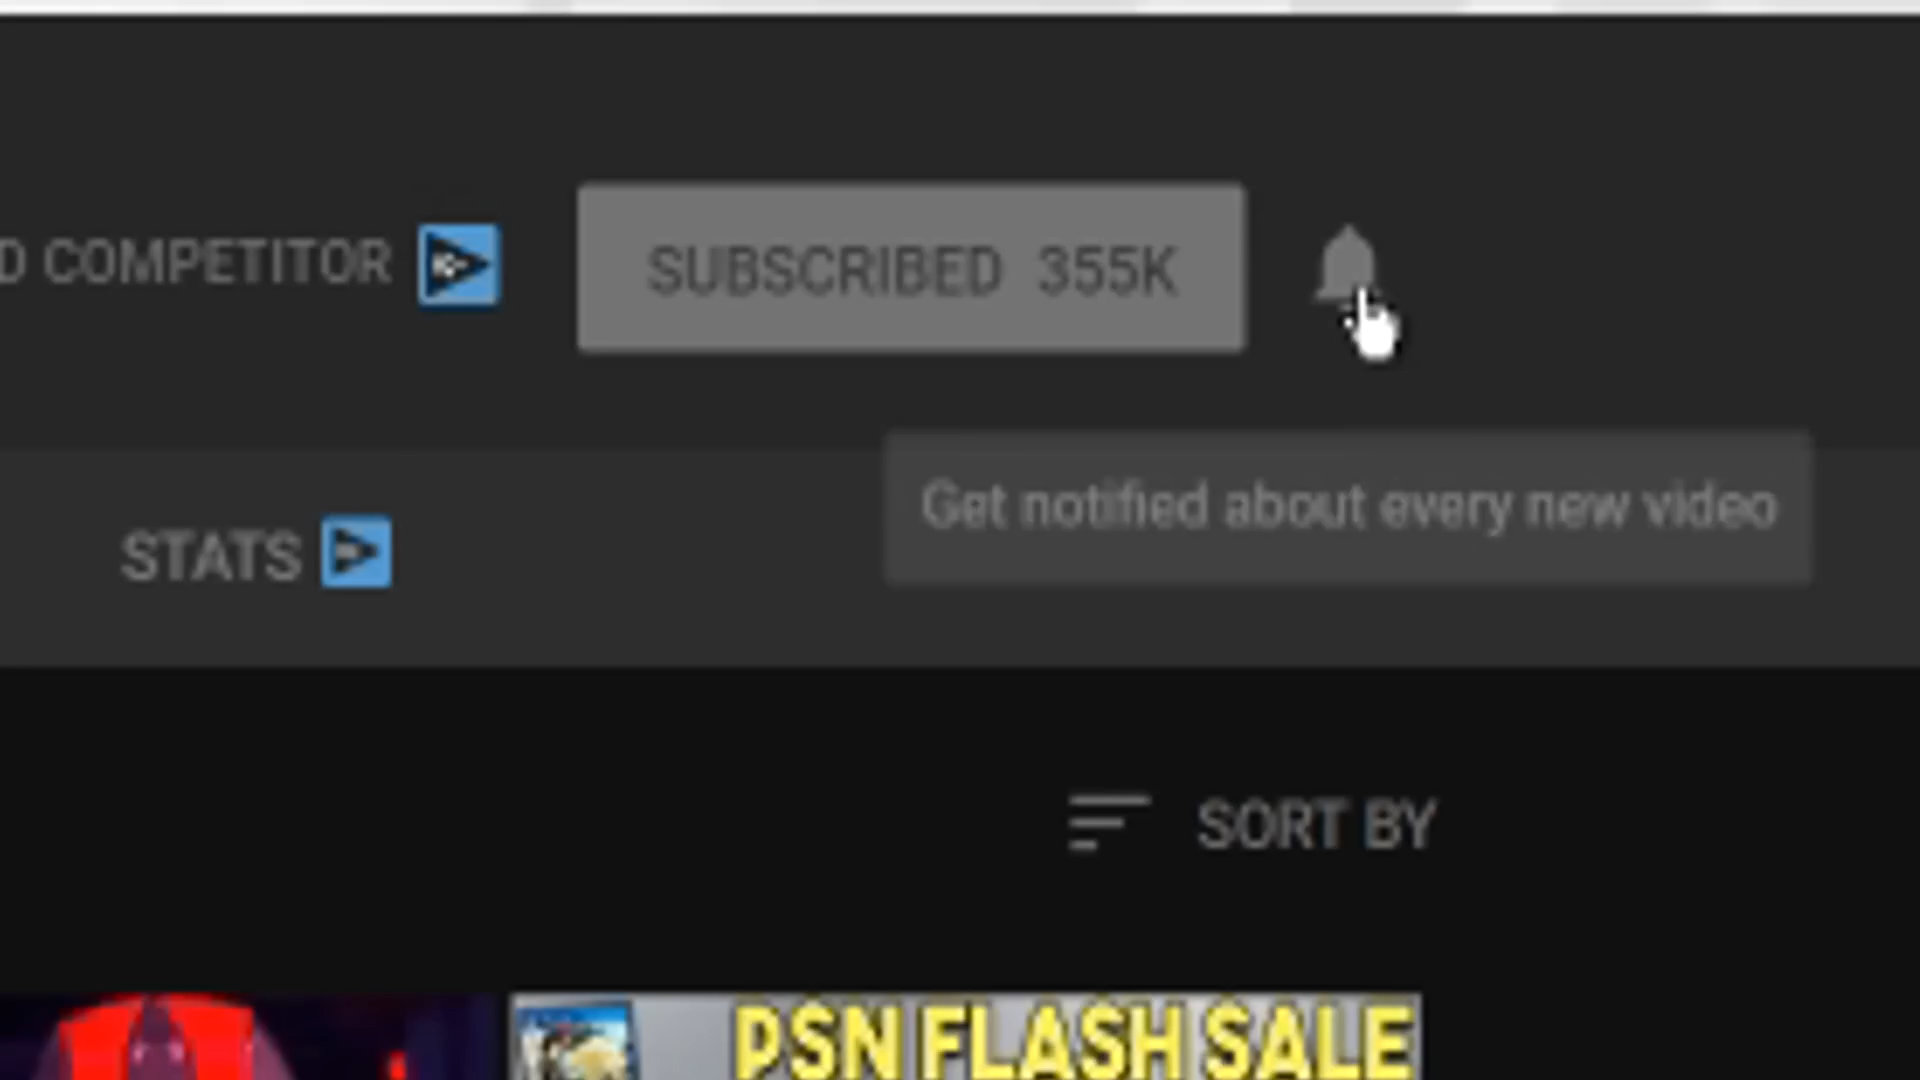 D COMPETITOR
SUBSCRIBED 355K
Get notified about every new video
STATS
SORT BY
PSN FLASH SALE